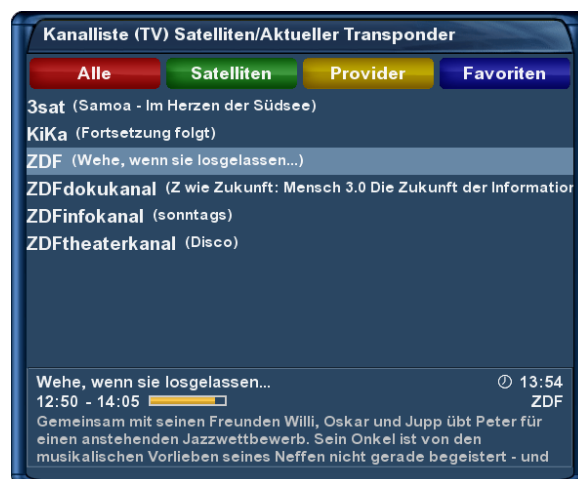 Kanalliste (TV) Satelliten/Aktueller Transponder
Alle Satelliten Provider Favoriten
3sat (Samoa - Im Herzen der Südsee)
KiKa (Fortsetzung folgt)
ZDF (Wehe, wenn sie losgelassen...)
ZDFdokukanal (Z wie Zukunft: Mensch 3.0 Die Zukunft der Information
ZDFinfokanal (sonntags)
ZDFtheaterkanal (Disco)
Wehe, wenn sie losgelassen... 13:54
12:50 - 14:05 ZDF
Gemeinsam mit seinen Freunden Willi, Oskar und Jupp übt Peter für
einen anstehenden Jazzwettbewerb. Sein Onkel ist von den
musikalischen Vorlieben seines Neffen nicht gerade begeistert - und